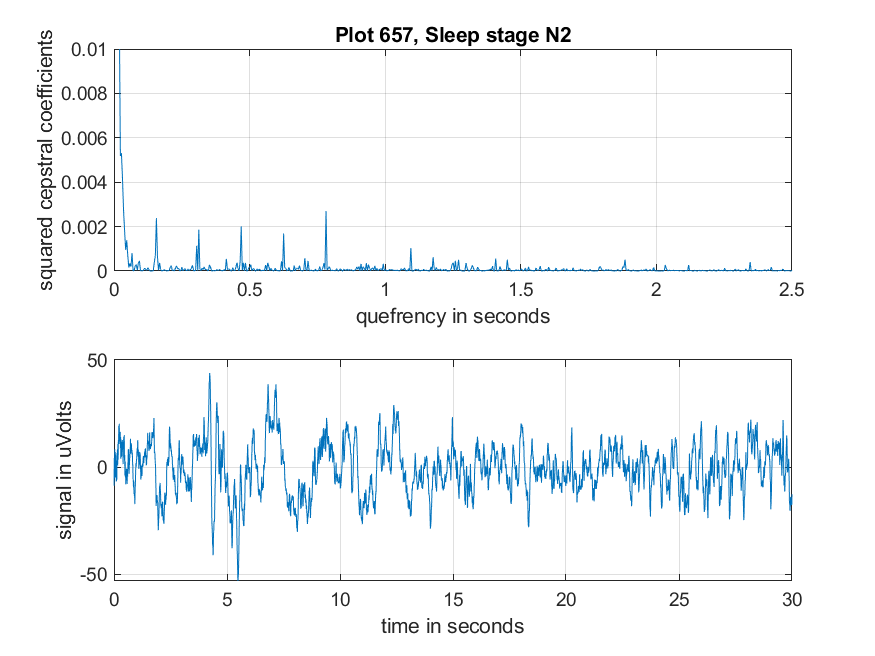 Plot 657, Sleep stage N2
squared cepstral coefficients
0.01
0.008
0.006
0.004
0.002
0
0 0.5 1 1.5 2 2.5
quefrency in seconds
signal in uVolts
50
0
-50
0 5 10 15 20 25 30
time in seconds